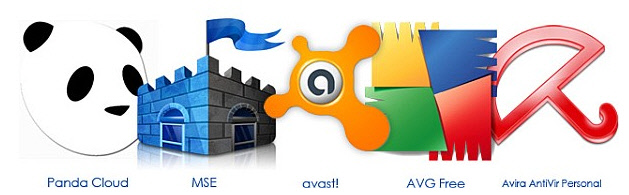 a
Panda Cloud
MSE
avast!
AVG Free
Avira AntiVir Personal